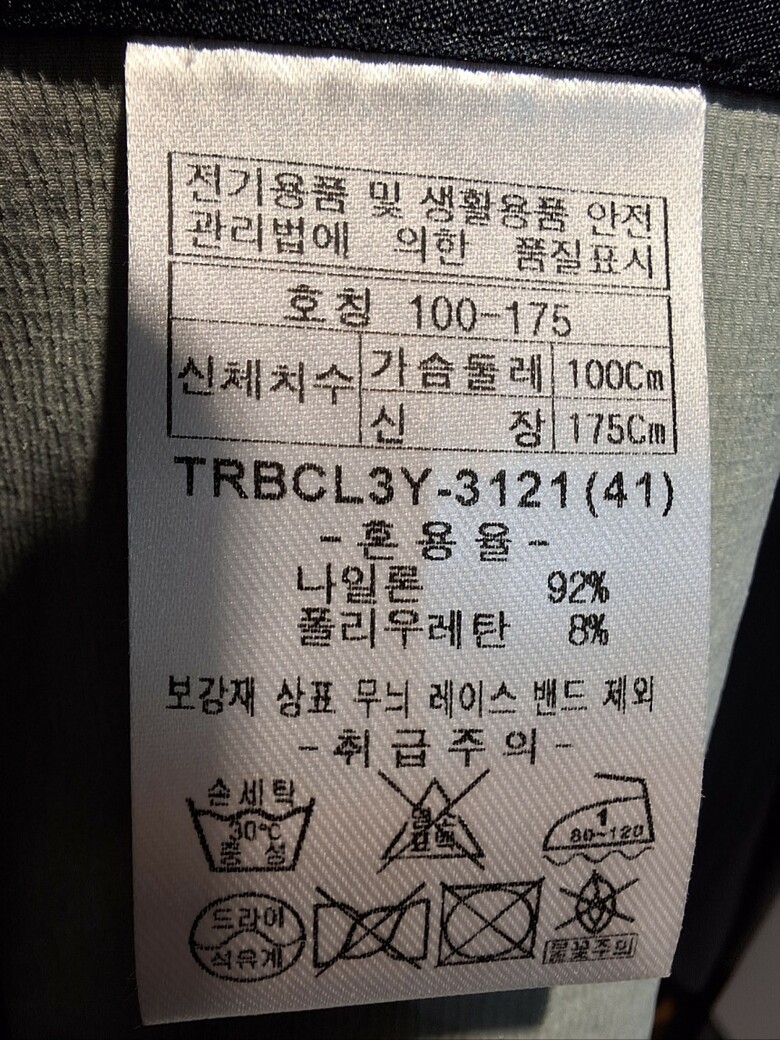 전기용품 및 생활용품 안전
관리법에 의한 품질표시
호칭 100-175
신체치수 가슴둘레 100Cm
신장 175Cm
TRBCL3Y-3121(41)
-혼용율-
나일론 92%
폴리우레탄 8%
보강재 상표 무늬 레이스 밴드 제외
-취급주의-
손세탁
30℃
중성
염소
표백
1
80~120
드라이
석유계
불꽃주의